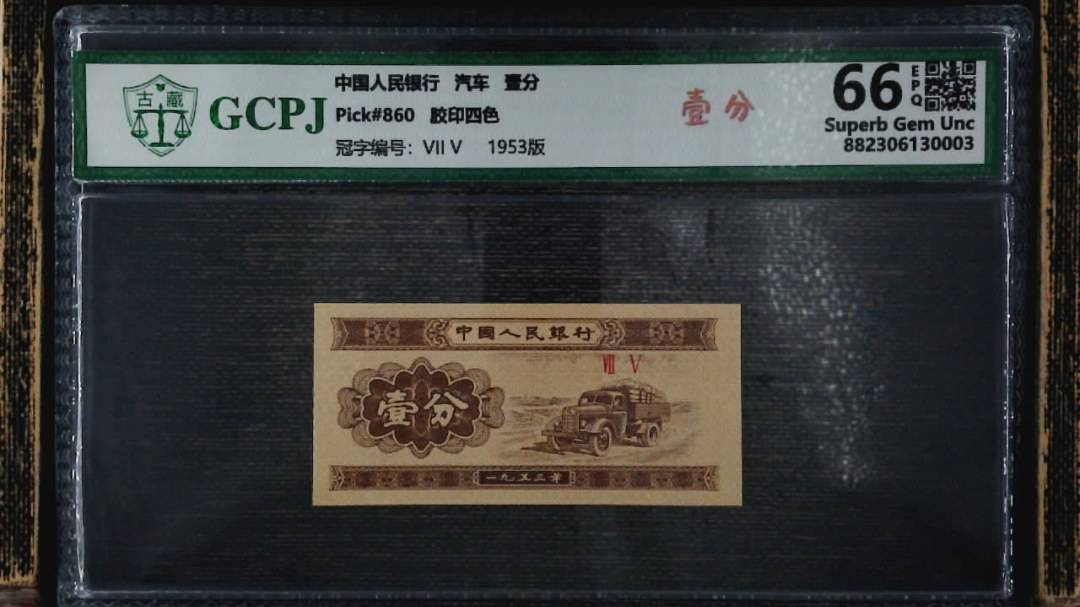 中国人民银行 汽车 壹分
古 藏 GCPJ
Pick#860 胶印四色
冠字编号：VII V 1953版
壹分
66 EPQ
Superb Gem Unc
882306130003
中國人民銀行
VII V
壹分
一九五三年